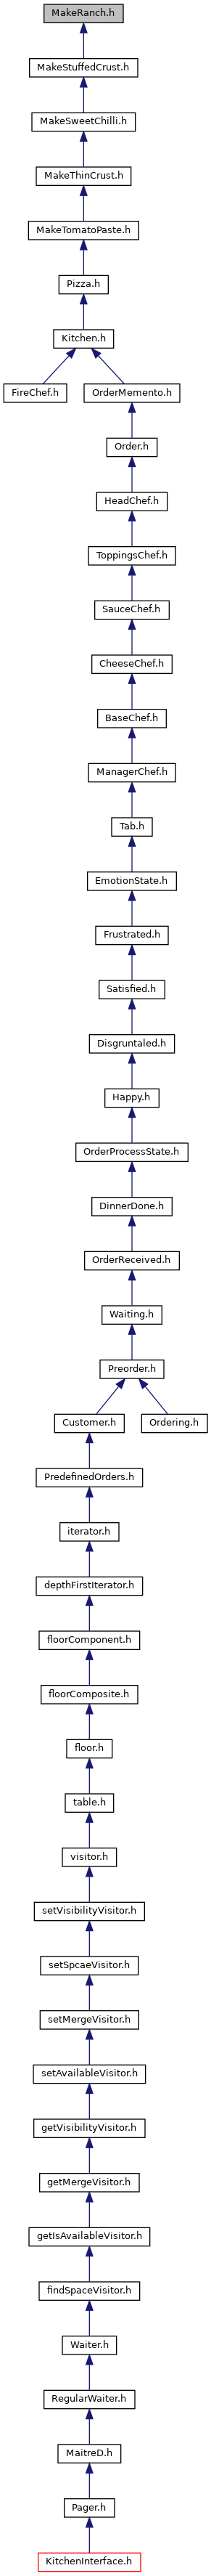 MakeRanch.h
MakeStuffedCrust.h
MakeSweetChilli.h
MakeThinCrust.h
MakeTomatoPaste.h
Pizza.h
Kitchen.h
FireChef.h
OrderMemento.h
Order.h
HeadChef.h
ToppingsChef.h
SauceChef.h
CheeseChef.h
BaseChef.h
ManagerChef.h
Tab.h
EmotionState.h
Frustrated.h
Satisfied.h
Disgruntaled.h
Happy.h
OrderProcessState.h
DinnerDone.h
OrderReceived.h
Waiting.h
Preorder.h
Customer.h
Ordering.h
PredefinedOrders.h
iterator.h
depthFirstIterator.h
floorComponent.h
floorComposite.h
floor.h
table.h
visitor.h
setVisibilityVisitor.h
setSpcaeVisitor.h
setMergeVisitor.h
setAvailableVisitor.h
getVisibilityVisitor.h
getMergeVisitor.h
getIsAvailableVisitor.h
findSpaceVisitor.h
Waiter.h
RegularWaiter.h
MaitreD.h
Pager.h
KitchenInterface.h